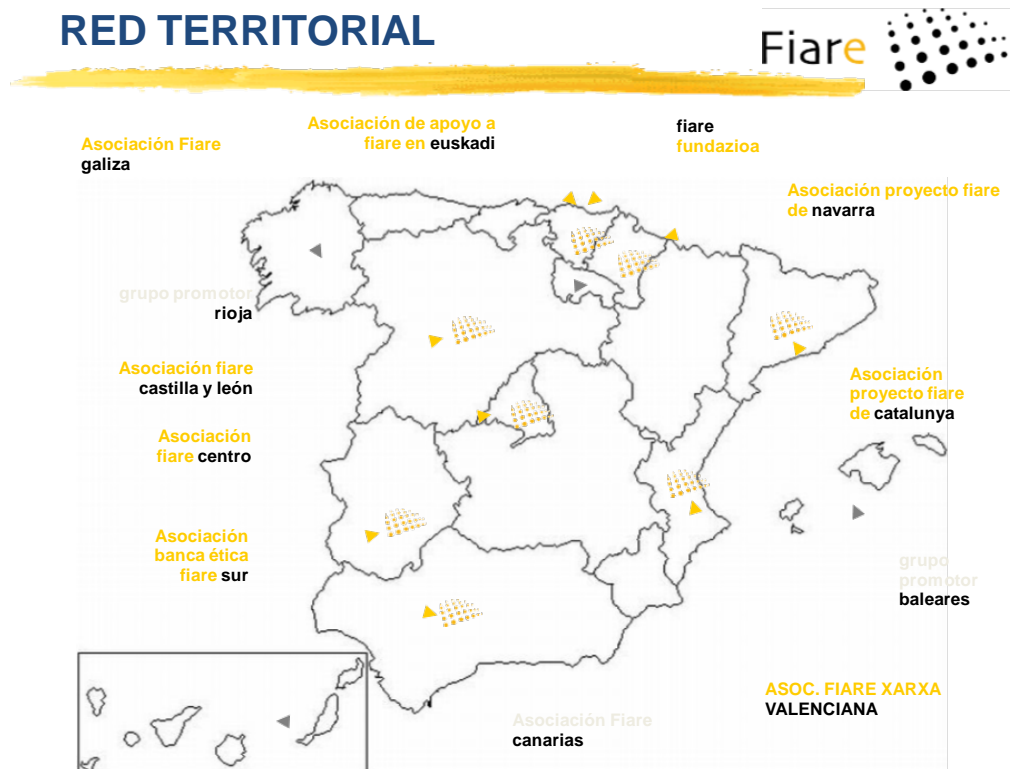 RED TERRITORIAL
Fiare
Asociación de apoyo a
fiare en euskadi
fiare
fundazioa
Asociación Fiare
galiza
Asociación proyecto fiare
de navarra
grupo promotor
rioja
Asociación fiare
castilla y león
Asociación
proyecto fiare
de catalunya
Asociación
fiare centro
Asociación
banca ética
fiare sur
grupo
promotor
baleares
ASOC. FIARE XARXA
VALENCIANA
Asociación Fiare
canarias